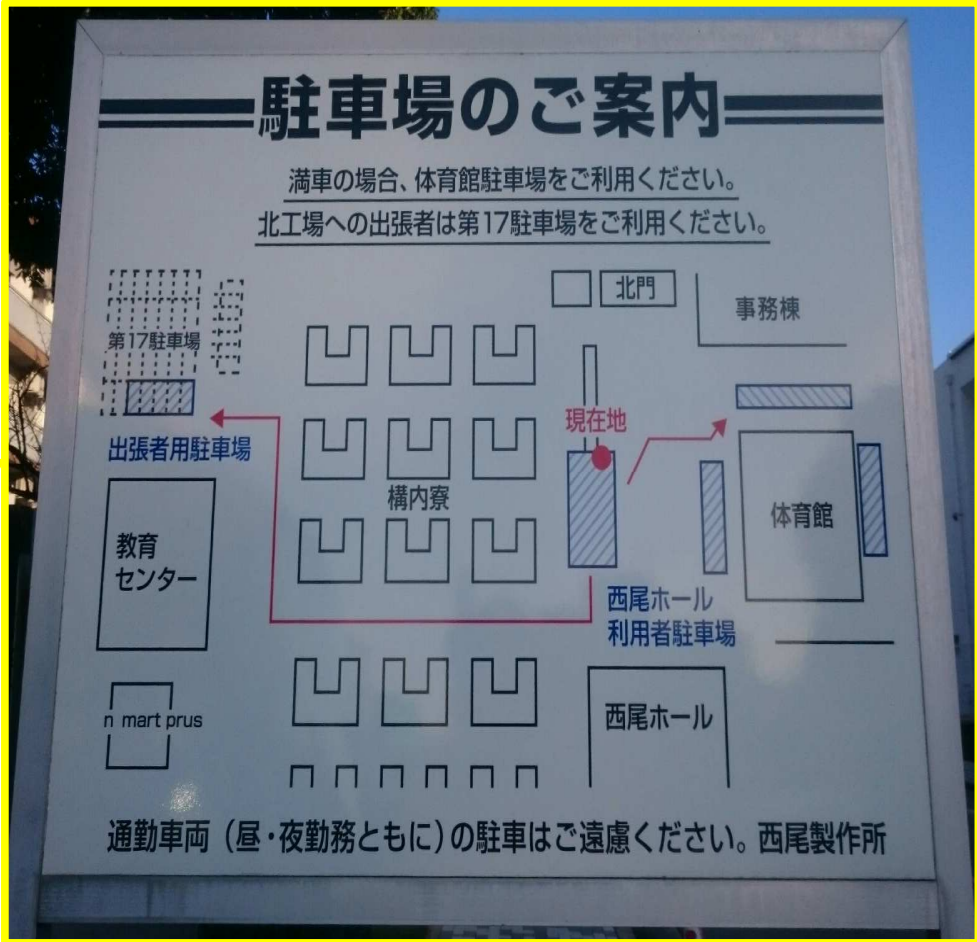 駐車場のご案内
満車の場合、体育館駐車場をご利用ください。
北工場への出張者は第17駐車場をご利用ください。
北門
事務棟
第17駐車場
現在地
出張者用駐車場
構内寮
体育館
教育
センター
西尾ホール
利用者駐車場
n mart prus
西尾ホール
通勤車両(昼・夜勤務ともに)の駐車はご遠慮ください。西尾製作所